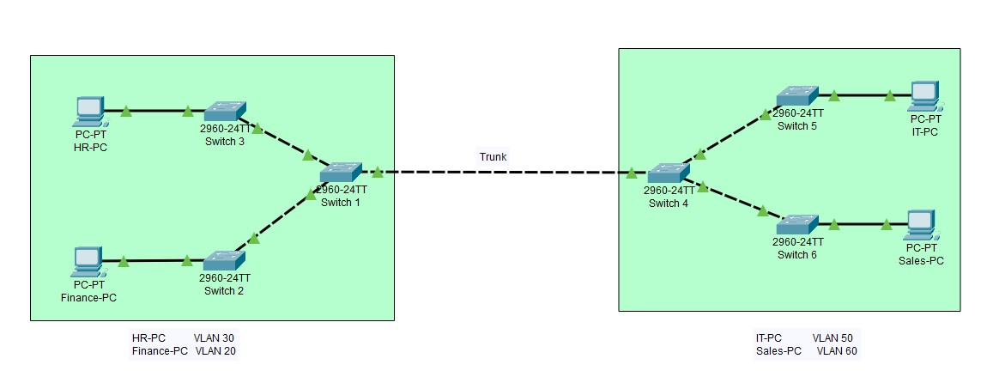 PC-PT
HR-PC
2960-24TT
Switch 3
2960-24TT
Switch 1
PC-PT
Finance-PC
2960-24TT
Switch 2
HR-PC VLAN 30
Finance-PC VLAN 20
Trunk
2960-24TT
Switch 5
PC-PT
IT-PC
2960-24TT
Switch 4
2960-24TT
Switch 6
PC-PT
Sales-PC
IT-PC VLAN 50
Sales-PC VLAN 60